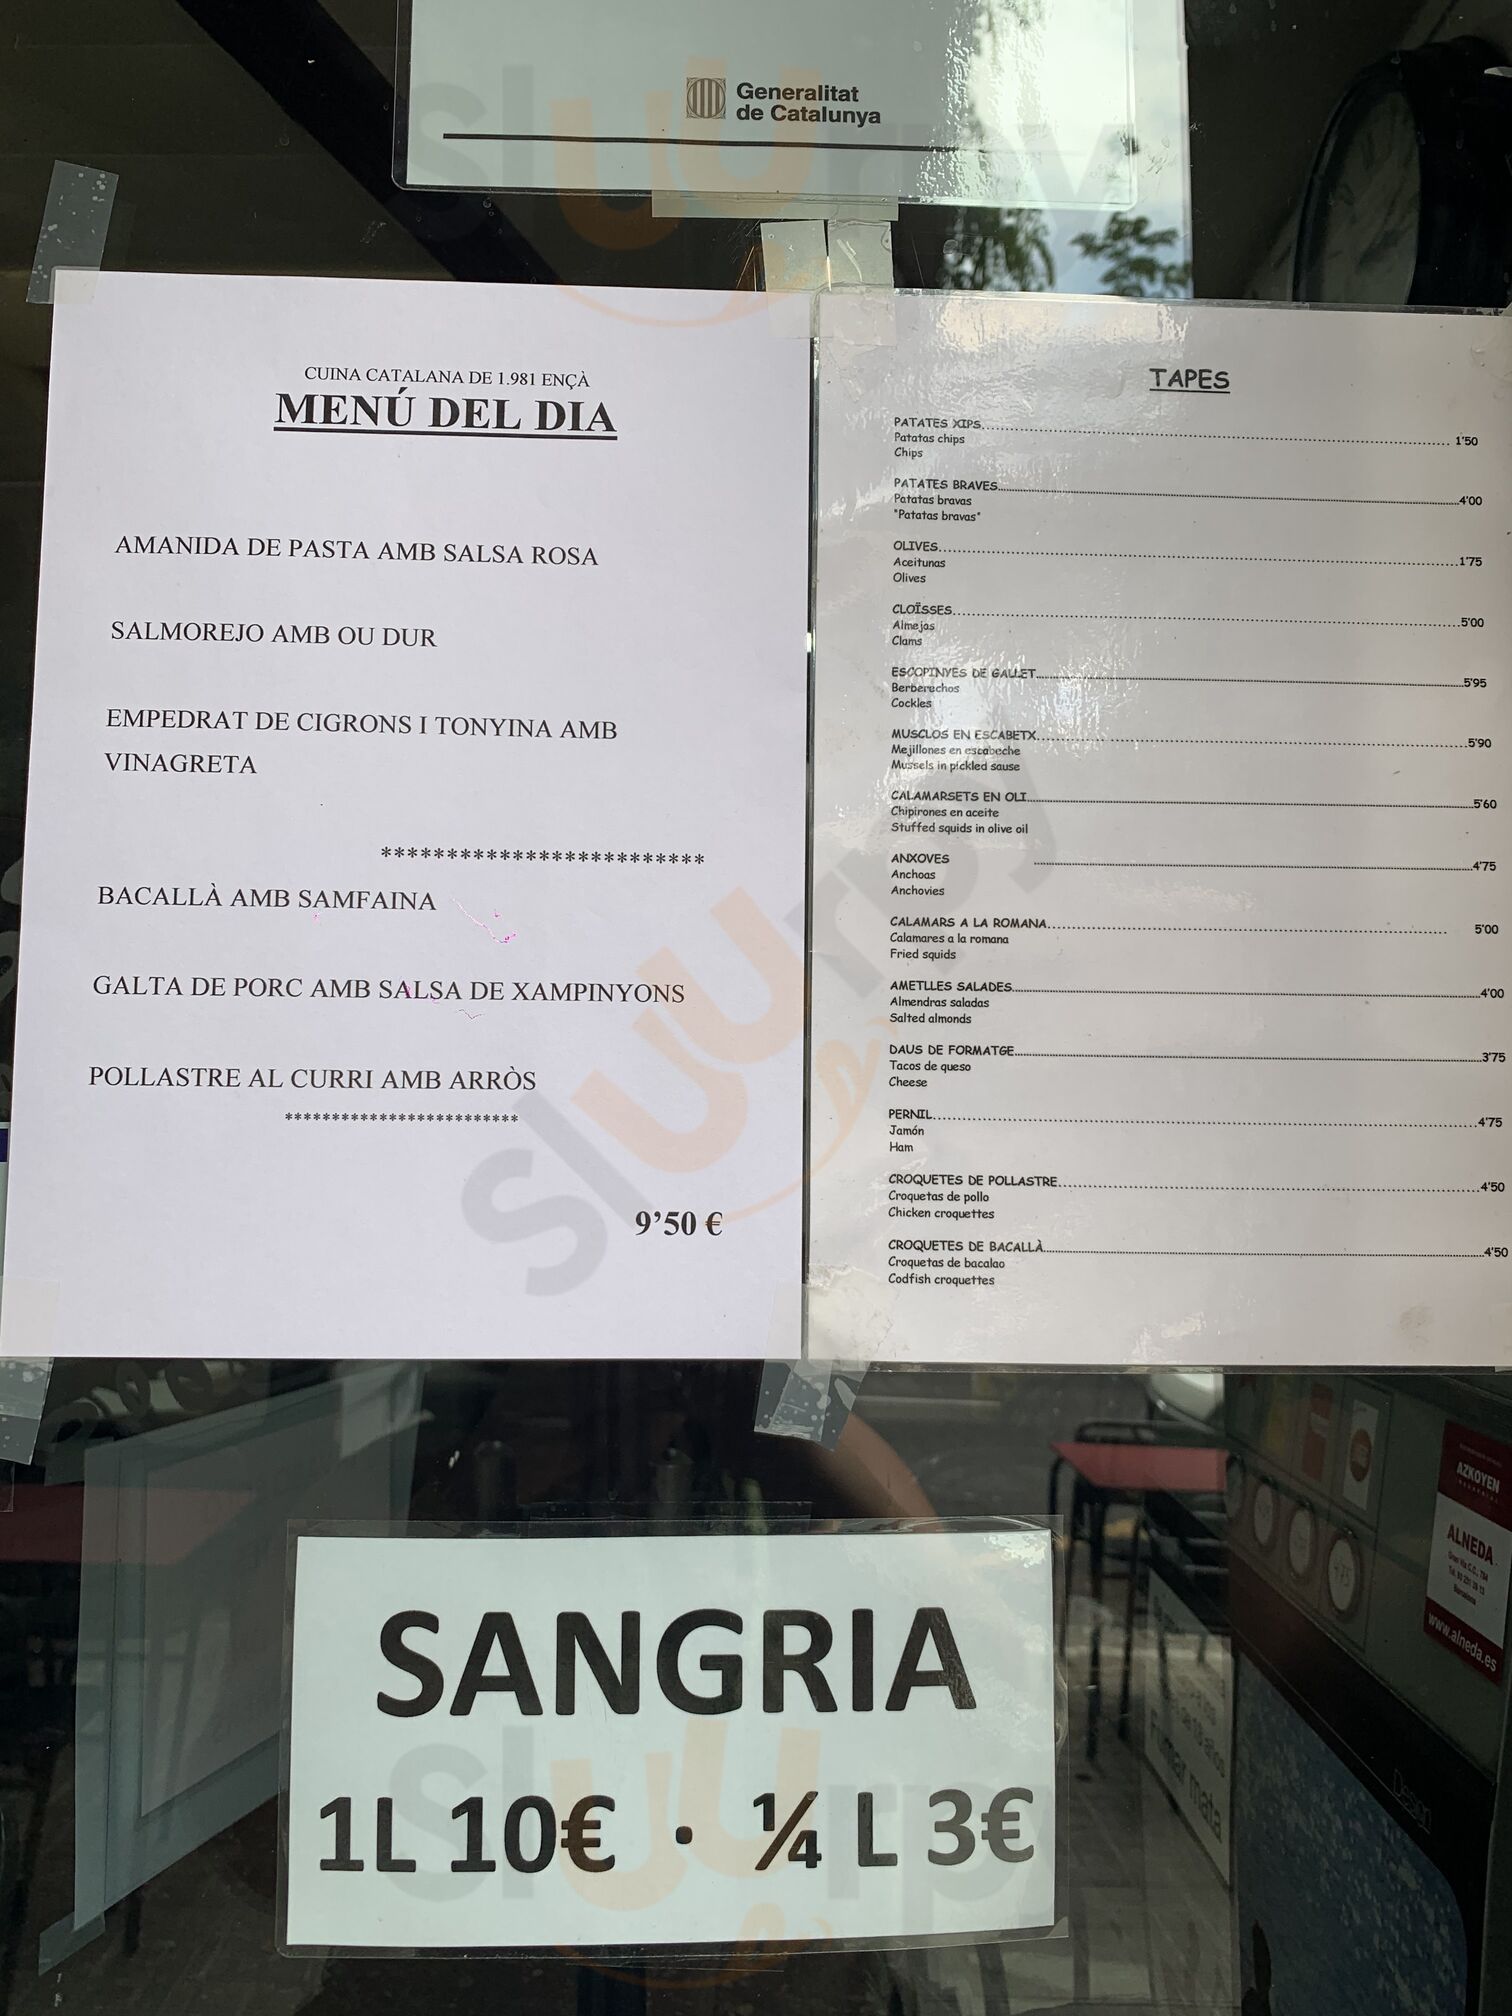 Generalitat
de Catalunya
CUINA CATALANA DE 1.981 ENÇÀ
MENÚ DEL DIA
AMANIDA DE PASTA AMB SALSA ROSA
SALMOREJO AMB OU DUR
EMPEDRAT DE CIGRONS I TONYINA AMB
VINAGRETA
*************************
BACALLÀ AMB SAMFAINA
GALTA DE PORC AMB SALSA DE XAMPINYONS
POLLASTRE AL CURRI AMB ARRÒS
*************************
9’50 €
TAPES
PATATES XIPS 1'50
Patatas chips
Chips
PATATES BRAVES 4'00
Patatas bravas
"Patatas bravas"
OLIVES 1'75
Aceitunas
Olives
CLOÏSSES 5'00
Almejas
Clams
ESCOPINYES DE GALLET 5'95
Berberechos
Cockles
MUSCLOS EN ESCABETX 5'90
Mejillones en escabeche
Mussels in pickled sause
CALAMARSETS EN OLI 5'60
Chipirones en aceite
Stuffed squids in olive oil
ANXOVES 4'75
Anchoas
Anchovies
CALAMARS A LA ROMANA 5'00
Calamares a la romana
Fried squids
AMETLLES SALADES 4'00
Almendras saladas
Salted almonds
DAUS DE FORMATGE 3'75
Tacos de queso
Cheese
PERNIL 4'75
Jamón
Ham
CROQUETES DE POLLASTRE 4'50
Croquetas de pollo
Chicken croquettes
CROQUETES DE BACALLÀ 4'50
Croquetas de bacalao
Codfish croquettes
SANGRIA
1L 10€ · ¼ L 3€
AZKOYEN
ALNEDA
Barcelona
www.alneda.es
Design
sluurpy
sluurpy
sluurpy